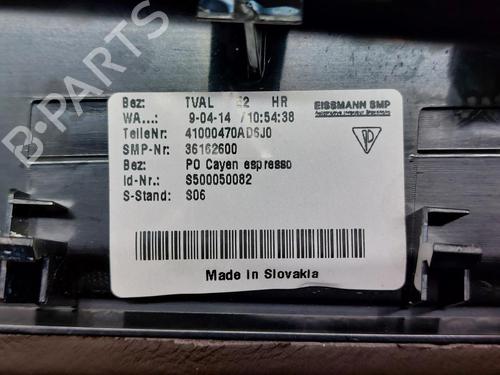 Bez: TVAL E2 HR
WA...: 9-04-14 /10:54:38
TeileNr: 41000470AD6J0
SMP-Nr: 36162600
Bez: PO Cayen espresso
Id-Nr.: S500050082
S-Stand: S06
EISSMANN SMP
Made in Slovakia
B-PARTS